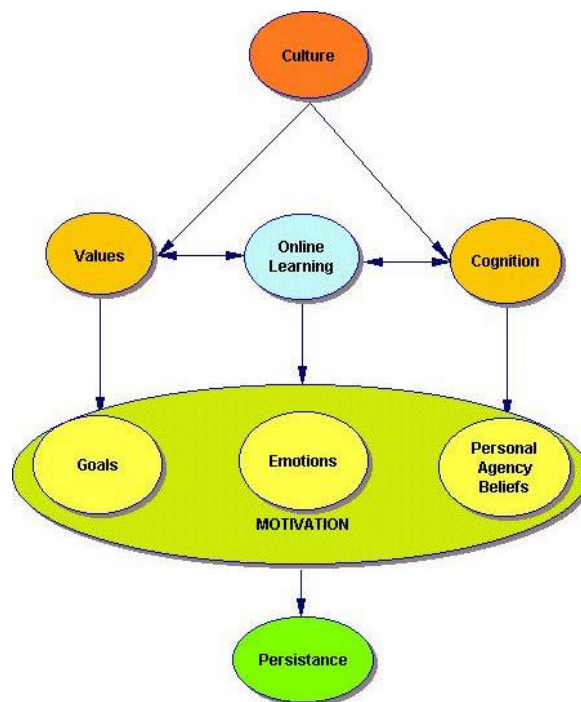 Culture
Values
Online
Learning
Cognition
Goals
Emotions
Personal
Agency
Beliefs
MOTIVATION
Persistance